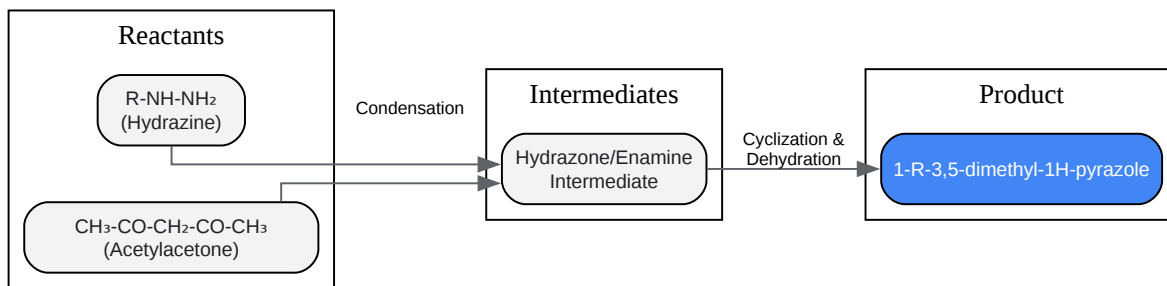 Reactants
R-NH-NH₂
(Hydrazine)
CH₃-CO-CH₂-CO-CH₃
(Acetylacetone)
Condensation
Intermediates
Hydrazone/Enamine
Intermediate
Cyclization &
Dehydration
Product
1-R-3,5-dimethyl-1H-pyrazole